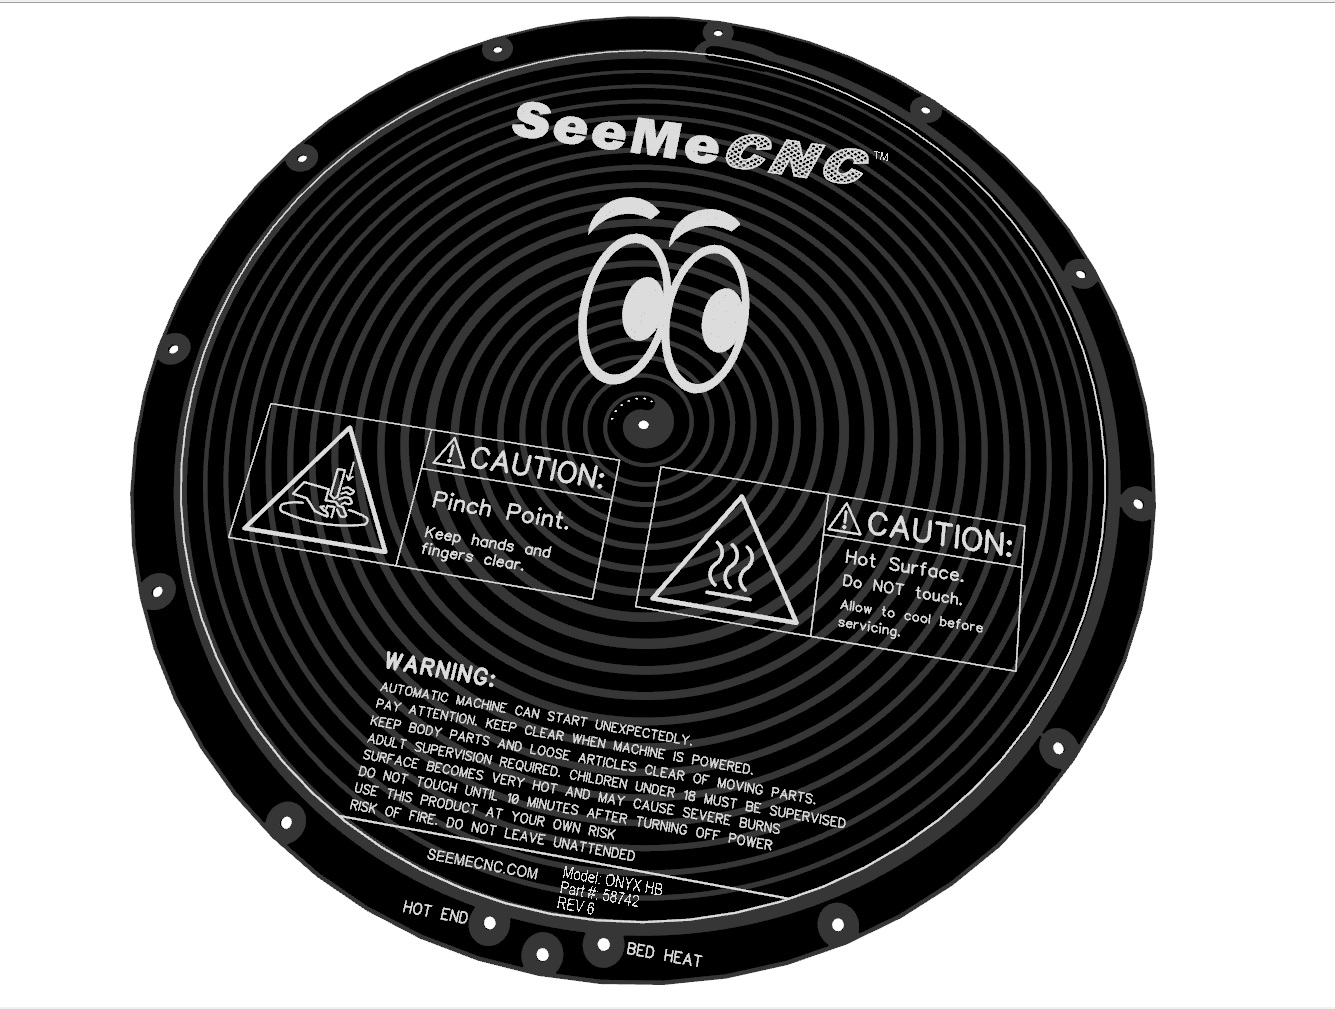 SeeMeCNC™
CAUTION:
Pinch Point.
Keep hands and
fingers clear.
CAUTION:
Hot Surface.
Do NOT touch.
Allow to cool before
servicing.
WARNING:
AUTOMATIC MACHINE CAN START UNEXPECTEDLY.
PAY ATTENTION. KEEP CLEAR WHEN MACHINE IS POWERED.
KEEP BODY PARTS AND LOOSE ARTICLES CLEAR OF MOVING PARTS.
ADULT SUPERVISION REQUIRED. CHILDREN UNDER 18 MUST BE SUPERVISED
SURFACE BECOMES VERY HOT AND MAY CAUSE SEVERE BURNS
DO NOT TOUCH UNTIL 10 MINUTES AFTER TURNING OFF POWER
USE THIS PRODUCT AT YOUR OWN RISK
RISK OF FIRE. DO NOT LEAVE UNATTENDED
SEEMECNC.COM
Model: ONYX HB
Part #: 58742
REV 6
HOT END
BED HEAT